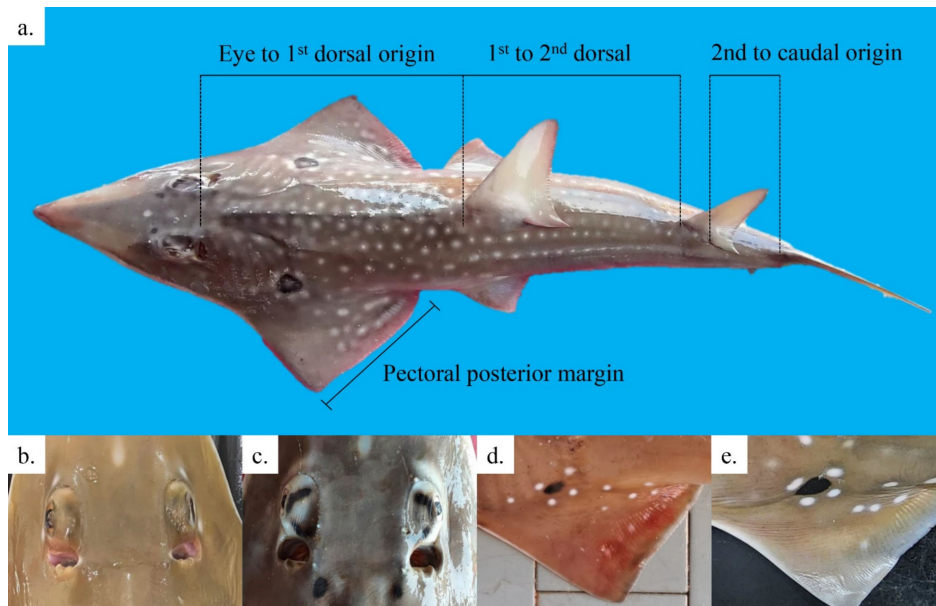 a.
Eye to 1st dorsal origin
1st to 2nd dorsal
2nd to caudal origin
Pectoral posterior margin
b.
c.
d.
e.